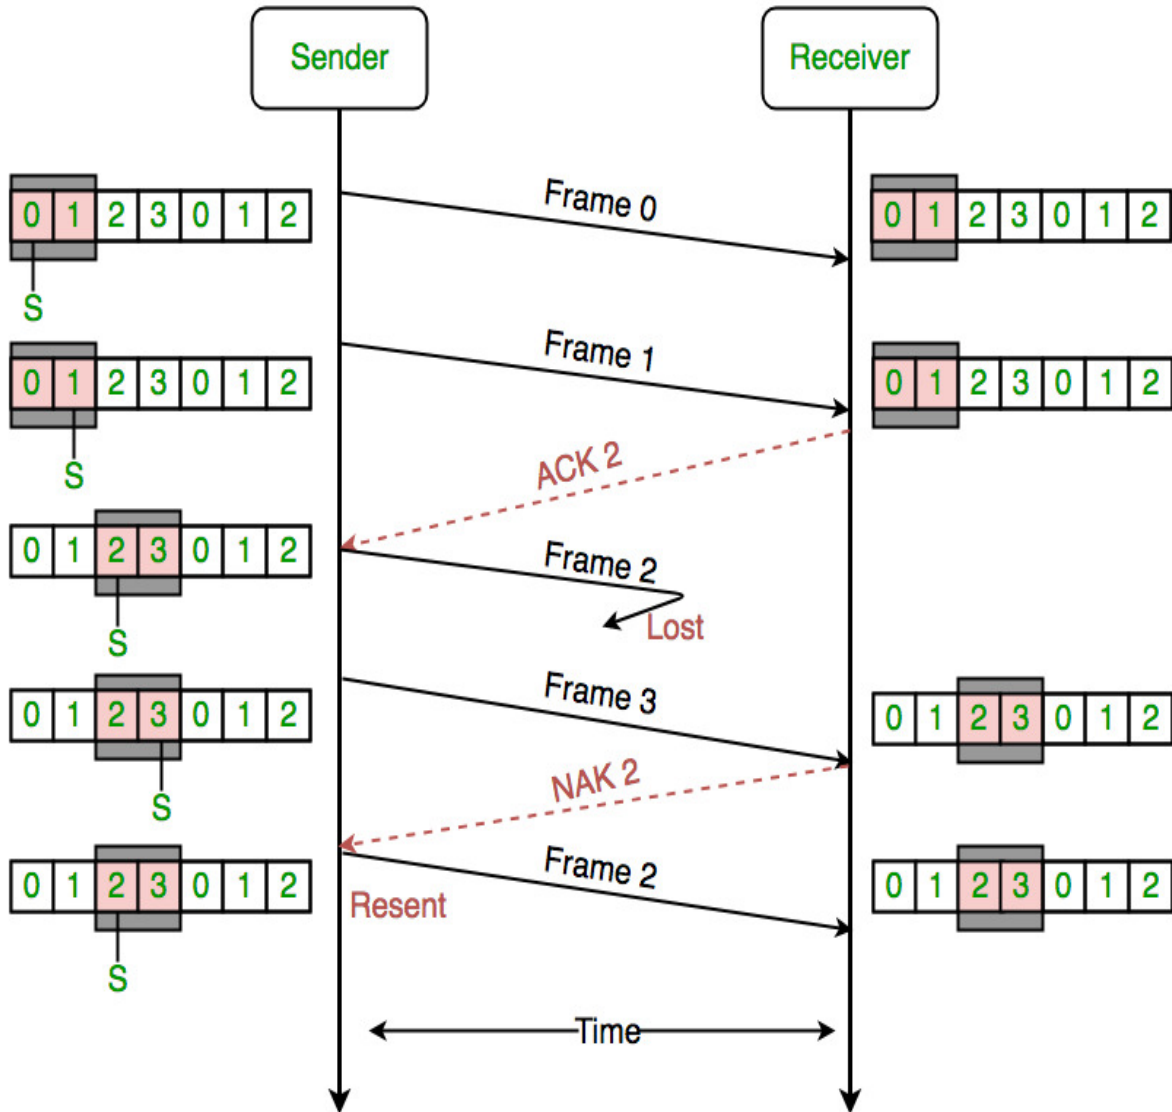 Sender
Receiver
0 1 2 3 0 1 2
Frame 0
0 1 2 3 0 1 2
S
0 1 2 3 0 1 2
Frame 1
0 1 2 3 0 1 2
S
ACK 2
0 1 2 3 0 1 2
Frame 2
Lost
S
0 1 2 3 0 1 2
Frame 3
0 1 2 3 0 1 2
NAK 2
S
0 1 2 3 0 1 2
Frame 2
0 1 2 3 0 1 2
Resent
S
Time